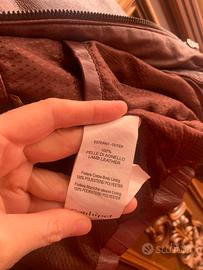 ESTERNO - OUTER
100%
PELLE DI AGNELLO
LAMB LEATHER
Fodera Corpo-Body Lining
100% POLIESTERE POLYESTER
Fodera Maniche-sleeve Lining
100% POLIESTERE POLYESTER
subito